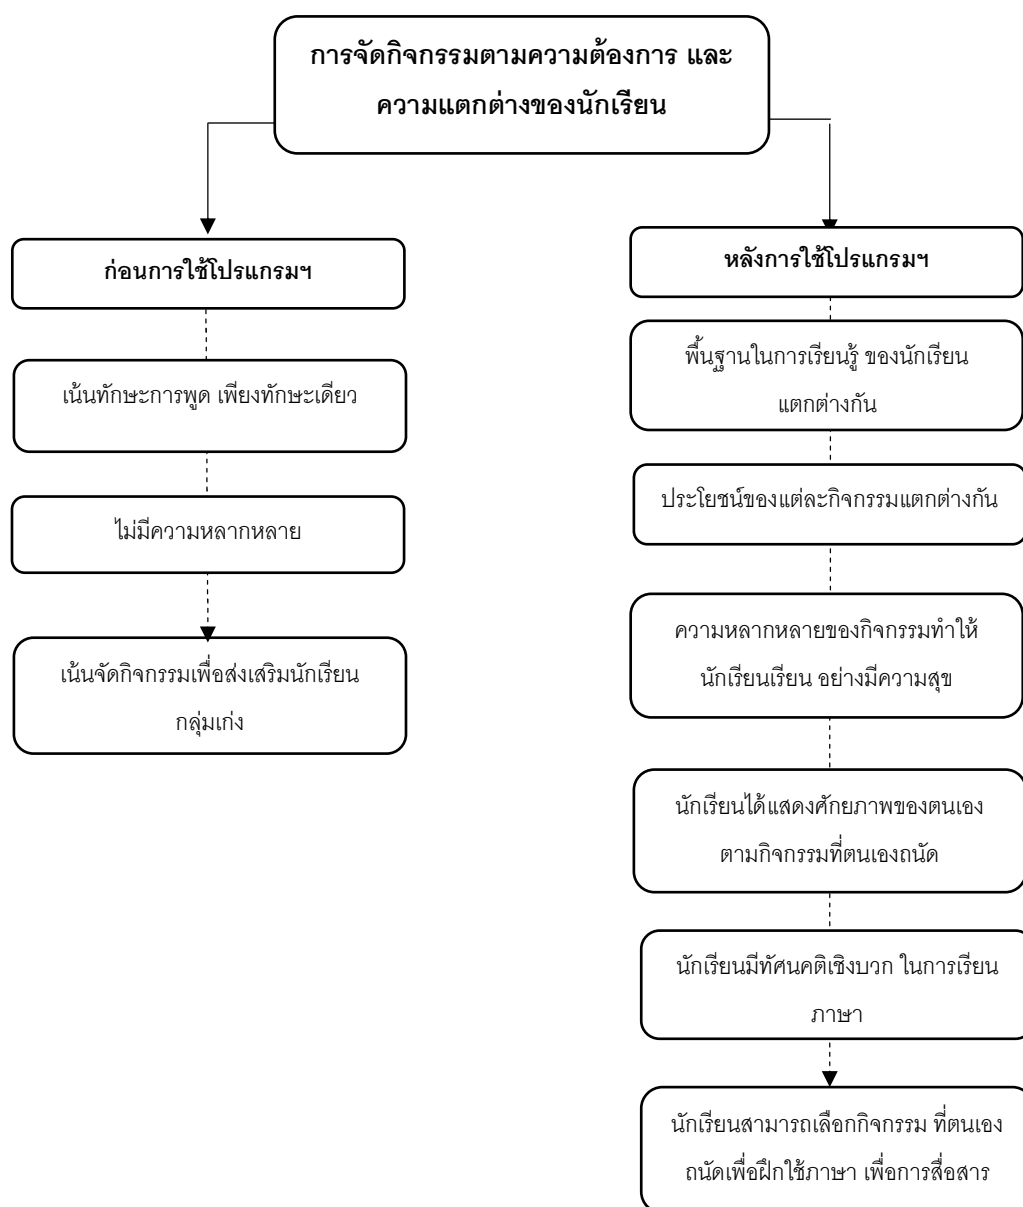 การจัดกิจกรรมตามความต้องการ และ
ความแตกต่างของนักเรียน
ก่อนการใช้โปรแกรมฯ
เน้นทักษะการพูด เพียงทักษะเดียว
ไม่มีความหลากหลาย
เน้นจัดกิจกรรมเพื่อส่งเสริมนักเรียน
กลุ่มเก่ง
หลังการใช้โปรแกรมฯ
พื้นฐานในการเรียนรู้ ของนักเรียน
แตกต่างกัน
ประโยชน์ของแต่ละกิจกรรมแตกต่างกัน
ความหลากหลายของกิจกรรมทำให้
นักเรียนเรียน อย่างมีความสุข
นักเรียนได้แสดงศักยภาพของตนเอง
ตามกิจกรรมที่ตนเองถนัด
นักเรียนมีทัศนคติเชิงบวก ในการเรียน
ภาษา
นักเรียนสามารถเลือกกิจกรรม ที่ตนเอง
ถนัดเพื่อฝึกใช้ภาษา เพื่อการสื่อสาร